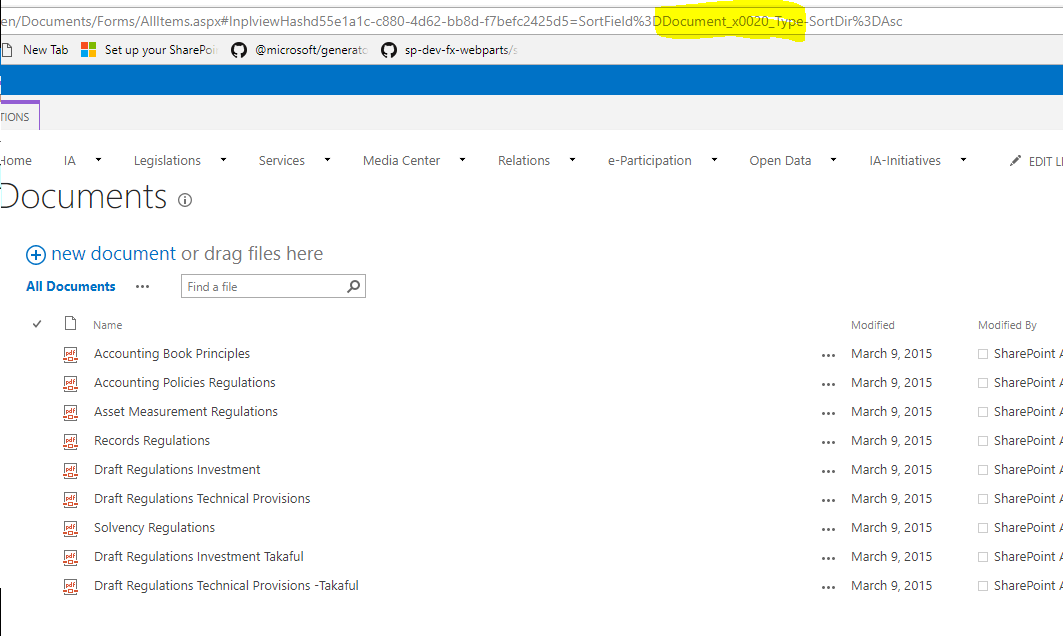 en/Documents/Forms/AllItems.aspx#InplviewHashd55e1a1c-c880-4d62-bb8d-f7befc2425d5=SortField%3DDocument_x0020_Type-SortDir%3DAsc
New Tab Set up your SharePoi @microsoft/generato sp-dev-fx-webparts/s
TIONS
Home IA Legislations Services Media Center Relations e-Participation Open Data IA-Initiatives EDIT LI
Documents
new document or drag files here
All Documents ... Find a file
Name Modified Modified By
Accounting Book Principles ... March 9, 2015 SharePoint A
Accounting Policies Regulations ... March 9, 2015 SharePoint A
Asset Measurement Regulations ... March 9, 2015 SharePoint A
Records Regulations ... March 9, 2015 SharePoint A
Draft Regulations Investment ... March 9, 2015 SharePoint A
Draft Regulations Technical Provisions ... March 9, 2015 SharePoint A
Solvency Regulations ... March 9, 2015 SharePoint A
Draft Regulations Investment Takaful ... March 9, 2015 SharePoint A
Draft Regulations Technical Provisions -Takaful ... March 9, 2015 SharePoint A